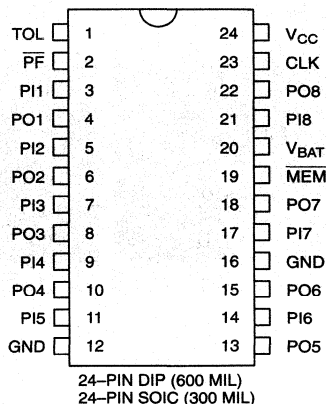 TOL 1 24 VCC
PF 2 23 CLK
PI1 3 22 PO8
PO1 4 21 PI8
PI2 5 20 VBAT
PO2 6 19 MEM
PI3 7 18 PO7
PO3 8 17 PI7
PI4 9 16 GND
PO4 10 15 PO6
PI5 11 14 PI6
GND 12 13 PO5
24–PIN DIP (600 MIL)
24–PIN SOIC (300 MIL)